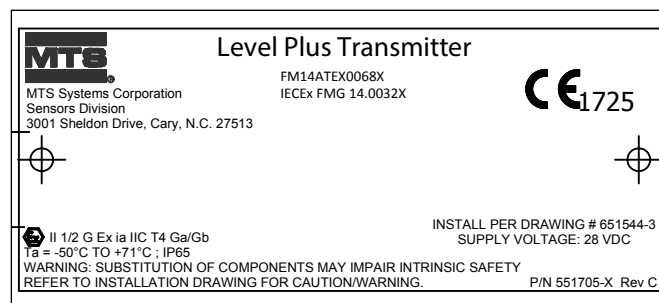 MTS
Level Plus Transmitter
MTS Systems Corporation
Sensors Division
3001 Sheldon Drive, Cary, N.C. 27513
FM14ATEX0068X
IECEx FMG 14.0032X
CE 1725
Ex II 1/2 G Ex ia IIC T4 Ga/Gb
Ta = -50°C TO +71°C ; IP65
INSTALL PER DRAWING # 651544-3
SUPPLY VOLTAGE: 28 VDC
WARNING: SUBSTITUTION OF COMPONENTS MAY IMPAIR INTRINSIC SAFETY
REFER TO INSTALLATION DRAWING FOR CAUTION/WARNING.
P/N 551705-X Rev C